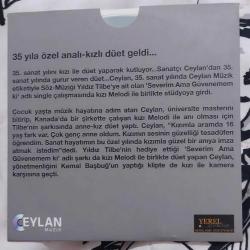 35 yıla özel analı-kızlı düet geldi...
35. sanat yılını kızı ile düet yaparak kutluyor. Sanatçı Ceylan'dan 35.
sanat yılında gurur veren düet...Ceylan, 35. sanat yılında Ceylan Müzik
etiketiyle Söz-Müziği Yıldız Tilbe'ye ait olan 'Severim Ama Güvenemem
ki' adlı single çalışmasında kızı Melodi ile birlikte stüdyoya girdi.
Çocuk yaşta müzik hayatına adım atan Ceylan, üniversite masterini
bitirip, Kanada'da bir şirkette çalışan kızı Melodi ile anı olması için
Tilbe'nin şarkısında anne-kız düet yaptı. Ceylan, "Kızımla aramda 16
yaş fark var. Çok genç anne oldum. Kızımın sesinin güzelliği tesadüfen
öğrendim. Sanat hayatımın bu özel yılında kızımla güzel bir anıya imza
atmak istedim"dedi. Yıldız Tilbe'nin hediye ettiği 'Severim Ama
Güvenemem ki' adlı şarkı da kızı Melodi ile birlikte düet yapan Ceylan,
yönetmenliğini Kemal Başbuğ'un yaptığı klipte de kızı ile kamera
karşısına geçti.
CEYLAN
MÜZİK
YEREL